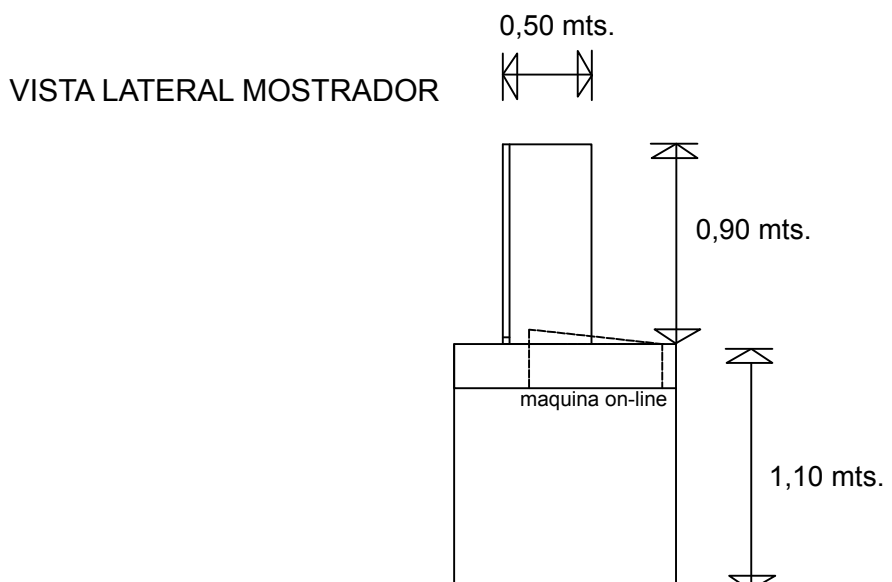 0,50 mts.
VISTA LATERAL MOSTRADOR
0,90 mts.
maquina on-line
1,10 mts.